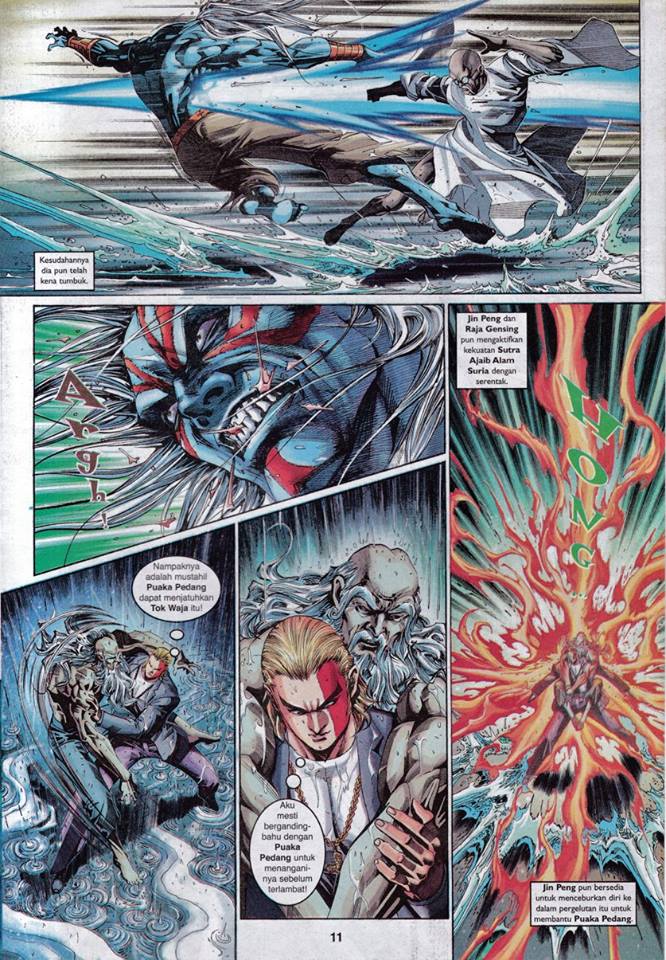 Kesudahannya
dia pun telah
kena tumbuk.
Argh!
Jin Peng dan
Raja Gensing
pun mengaktifkan
kekuatan Sutra
Ajaib Alam
Suria dengan
serentak.
HONG...
Nampaknya
adalah mustahil
Puaka Pedang
dapat menjatuhkan
Tok Waja itu!
Aku
mesti
berganding-
bahu dengan
Puaka
Pedang untuk
menangani-
nya sebelum
terlambat!
Jin Peng pun bersedia
untuk menceburkan diri ke
dalam pergelutan itu untuk
membantu Puaka Pedang.
11